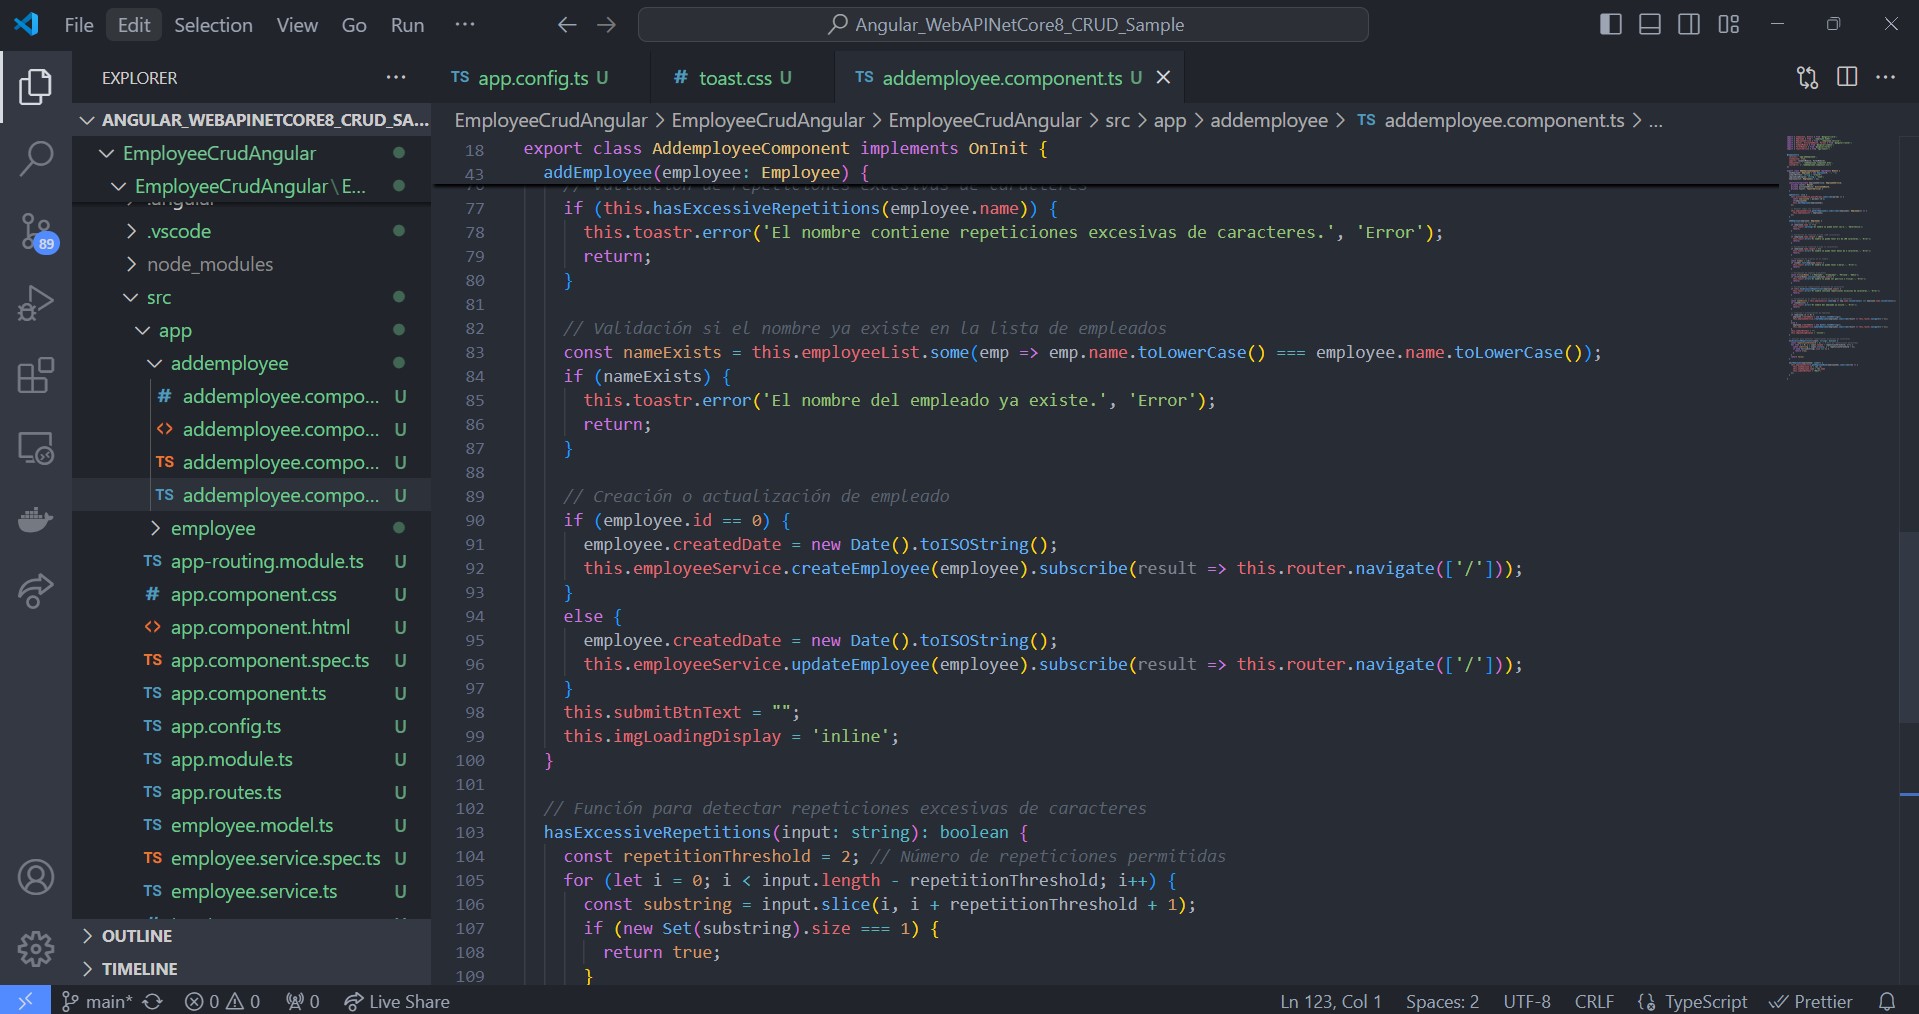 File Edit Selection View Go Run ···
Angular_WebAPINetCore8_CRUD_Sample
EXPLORER ···
ANGULAR_WEBAPINETCORE8_CRUD_SA...
EmployeeCrudAngular
EmployeeCrudAngular\E...
.angular
.vscode
node_modules
src
app
addemployee
# addemployee.compo... U
<> addemployee.compo... U
TS addemployee.compo... U
TS addemployee.compo... U
employee
TS app-routing.module.ts U
# app.component.css U
<> app.component.html U
TS app.component.spec.ts U
TS app.component.ts U
TS app.config.ts U
TS app.module.ts U
TS app.routes.ts U
TS employee.model.ts U
TS employee.service.spec.ts U
TS employee.service.ts U
OUTLINE
TIMELINE
89
TS app.config.ts U
# toast.css U
TS addemployee.component.ts U
EmployeeCrudAngular > EmployeeCrudAngular > EmployeeCrudAngular > src > app > addemployee > TS addemployee.component.ts > ...
18 export class AddemployeeComponent implements OnInit {
43 addEmployee(employee: Employee) {
76 // Validación de repeticiones excesivas de caracteres
77 if (this.hasExcessiveRepetitions(employee.name)) {
78 this.toastr.error('El nombre contiene repeticiones excesivas de caracteres.', 'Error');
79 return;
80 }
81
82 // Validación si el nombre ya existe en la lista de empleados
83 const nameExists = this.employeeList.some(emp => emp.name.toLowerCase() === employee.name.toLowerCase());
84 if (nameExists) {
85 this.toastr.error('El nombre del empleado ya existe.', 'Error');
86 return;
87 }
88
89 // Creación o actualización de empleado
90 if (employee.id == 0) {
91 employee.createdDate = new Date().toISOString();
92 this.employeeService.createEmployee(employee).subscribe(result => this.router.navigate(['/']));
93 }
94 else {
95 employee.createdDate = new Date().toISOString();
96 this.employeeService.updateEmployee(employee).subscribe(result => this.router.navigate(['/']));
97 }
98 this.submitBtnText = "";
99 this.imgLoadingDisplay = 'inline';
100 }
101
102 // Función para detectar repeticiones excesivas de caracteres
103 hasExcessiveRepetitions(input: string): boolean {
104 const repetitionThreshold = 2; // Número de repeticiones permitidas
105 for (let i = 0; i < input.length - repetitionThreshold; i++) {
106 const substring = input.slice(i, i + repetitionThreshold + 1);
107 if (new Set(substring).size === 1) {
108 return true;
109 }
main* 0 0 0 Live Share
Ln 123, Col 1 Spaces: 2 UTF-8 CRLF TypeScript Prettier